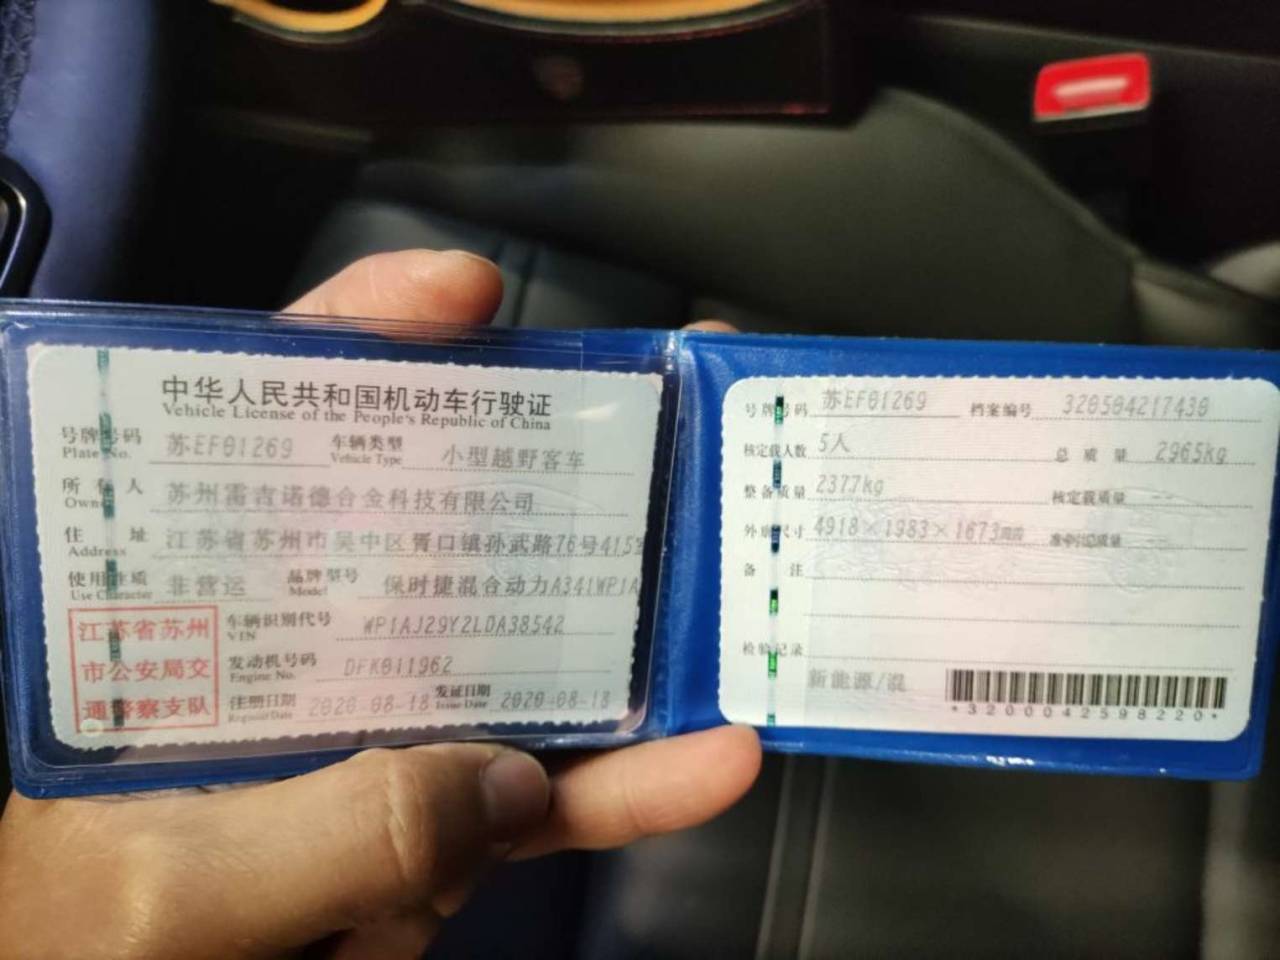 中华人民共和国机动车行驶证
Vehicle License of the People's Republic of China
号牌号码 苏EF01269 车辆类型 小型越野客车
Plate No. Vehicle Type
所有人 苏州雷吉诺德合金科技有限公司
Owner
住址 江苏省苏州市吴中区胥口镇孙武路76号415室
Address
使用性质 非营运 品牌型号 保时捷混合动力A341WP1A
Use Character Model
江苏省苏州
市公安局交
通警察支队
车辆识别代号 WP1AJ29Y2LDA38542
VIN
发动机号码 DFK011962
Engine No.
注册日期 2020-08-18 发证日期 2020-08-18
Register Date Issue Date
号牌号码 苏EF01269 档案编号 320504217430
核定载人数 5人 总质量 2965kg
整备质量 2377kg 核定载质量 --
外廓尺寸 4918×1983×1673mm 准牵引总质量 --
备注
检验记录
新能源/混
*3200042598220*